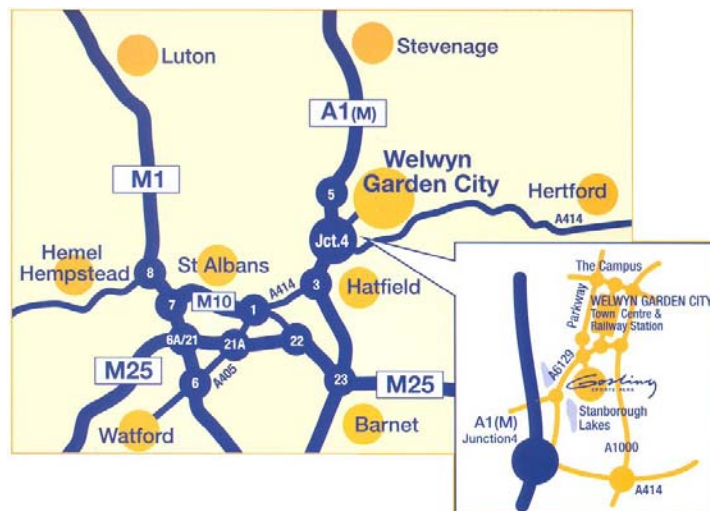 Luton
Stevenage
A1(M)
M1
Welwyn
Garden City
Hertford
A414
5
Jct.4
Hemel
Hempstead
8
St Albans
A414
3
Hatfield
7
M10
1
6A/21
21A
22
M25
6
A405
23
M25
Watford
Barnet
The Campus
Parkway
WELWYN GARDEN CITY
Town Centre &
Railway Station
A6129
Gosling
SPORTS PARK
Stanborough
Lakes
A1(M)
Junction4
A1000
A414